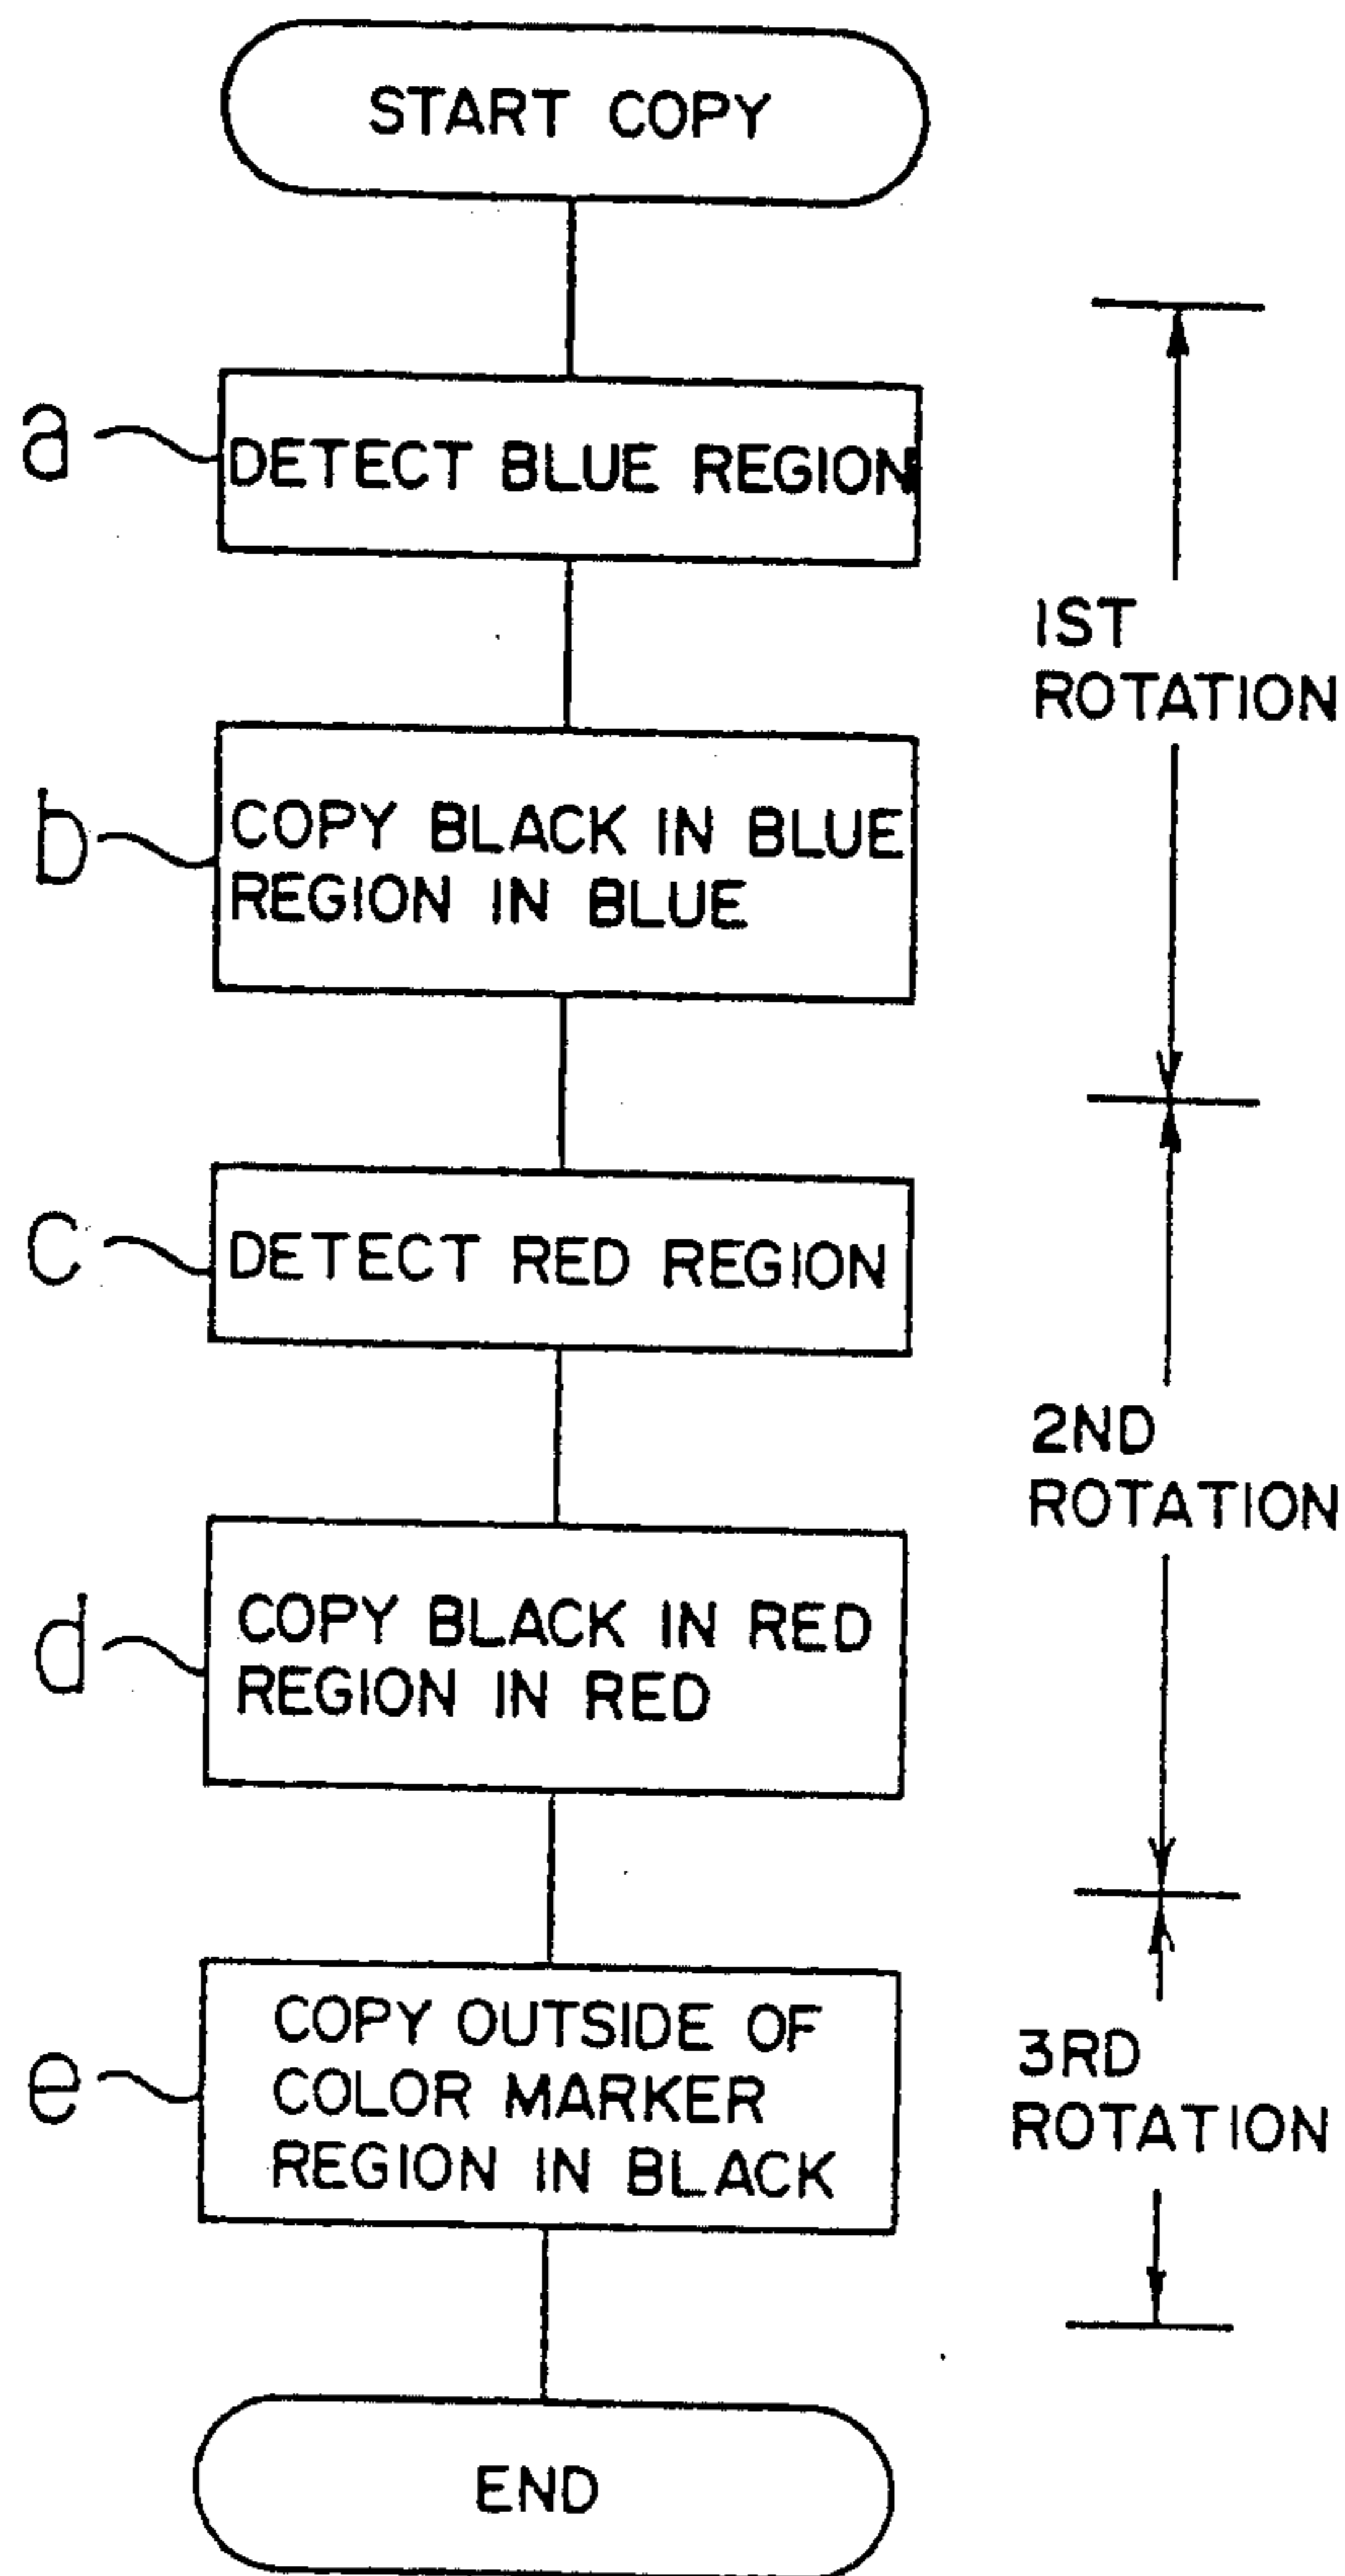 START COPY
a
DETECT BLUE REGION
1ST
ROTATION
b
COPY BLACK IN BLUE
REGION IN BLUE
c
DETECT RED REGION
2ND
ROTATION
d
COPY BLACK IN RED
REGION IN RED
e
COPY OUTSIDE OF
COLOR MARKER
REGION IN BLACK
3RD
ROTATION
END